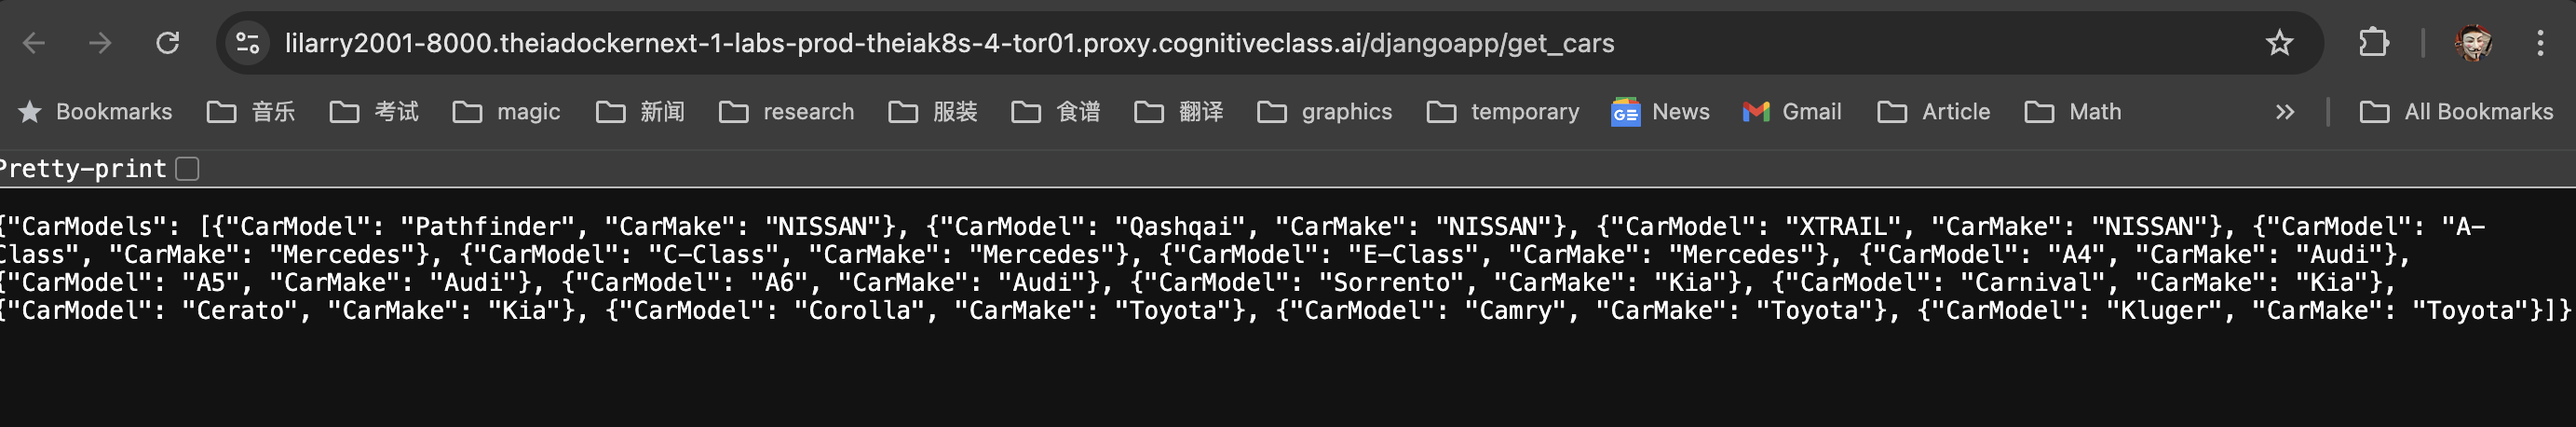 lilarry2001-8000.theiadockernext-1-labs-prod-theiak8s-4-tor01.proxy.cognitiveclass.ai/djangoapp/get_cars
Bookmarks 音乐 考试 magic 新闻 research 服装 食谱 翻译 graphics temporary GE News Gmail Article Math » All Bookmarks
Pretty-print
{"CarModels": [{"CarModel": "Pathfinder", "CarMake": "NISSAN"}, {"CarModel": "Qashqai", "CarMake": "NISSAN"}, {"CarModel": "XTRAIL", "CarMake": "NISSAN"}, {"CarModel": "A-
Class", "CarMake": "Mercedes"}, {"CarModel": "C-Class", "CarMake": "Mercedes"}, {"CarModel": "E-Class", "CarMake": "Mercedes"}, {"CarModel": "A4", "CarMake": "Audi"},
{"CarModel": "A5", "CarMake": "Audi"}, {"CarModel": "A6", "CarMake": "Audi"}, {"CarModel": "Sorrento", "CarMake": "Kia"}, {"CarModel": "Carnival", "CarMake": "Kia"},
{"CarModel": "Cerato", "CarMake": "Kia"}, {"CarModel": "Corolla", "CarMake": "Toyota"}, {"CarModel": "Camry", "CarMake": "Toyota"}, {"CarModel": "Kluger", "CarMake": "Toyota"}]}